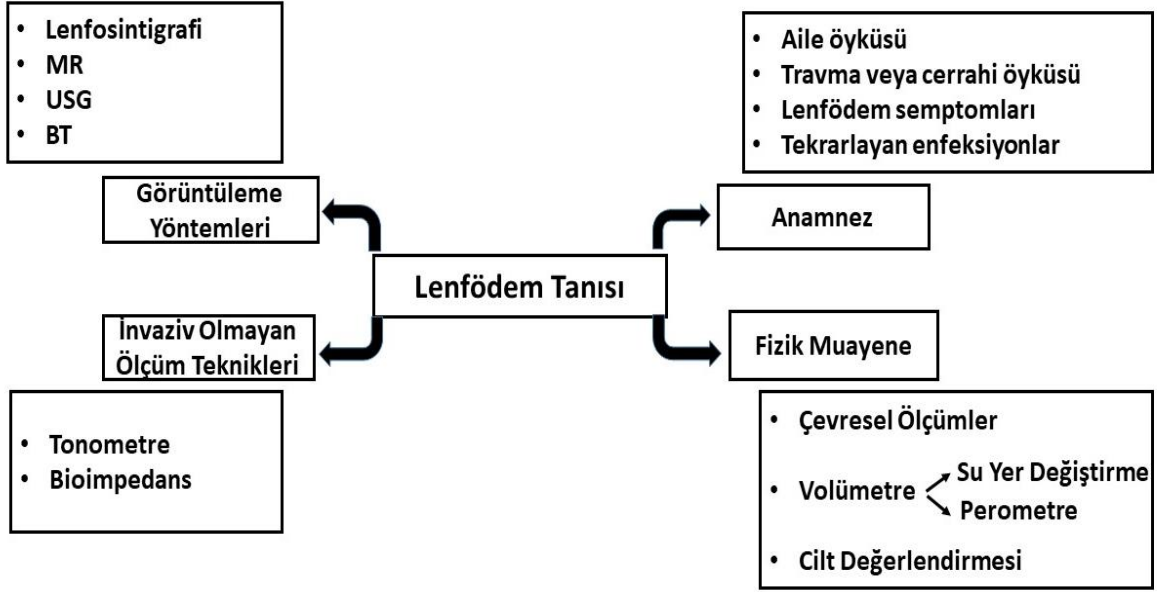 • Lenfosintigrafi
• MR
• USG
• BT
Görüntüleme
Yöntemleri
• Aile öyküsü
• Travma veya cerrahi öyküsü
• Lenfödem semptomları
• Tekrarlayan enfeksiyonlar
Anamnez
Lenfödem Tanısı
İnvaziv Olmayan
Ölçüm Teknikleri
• Tonometre
• Bioimpedans
Fizik Muayene
• Çevresel Ölçümler
• Volümetre
Su Yer Değiştirme
Perometre
• Cilt Değerlendirmesi